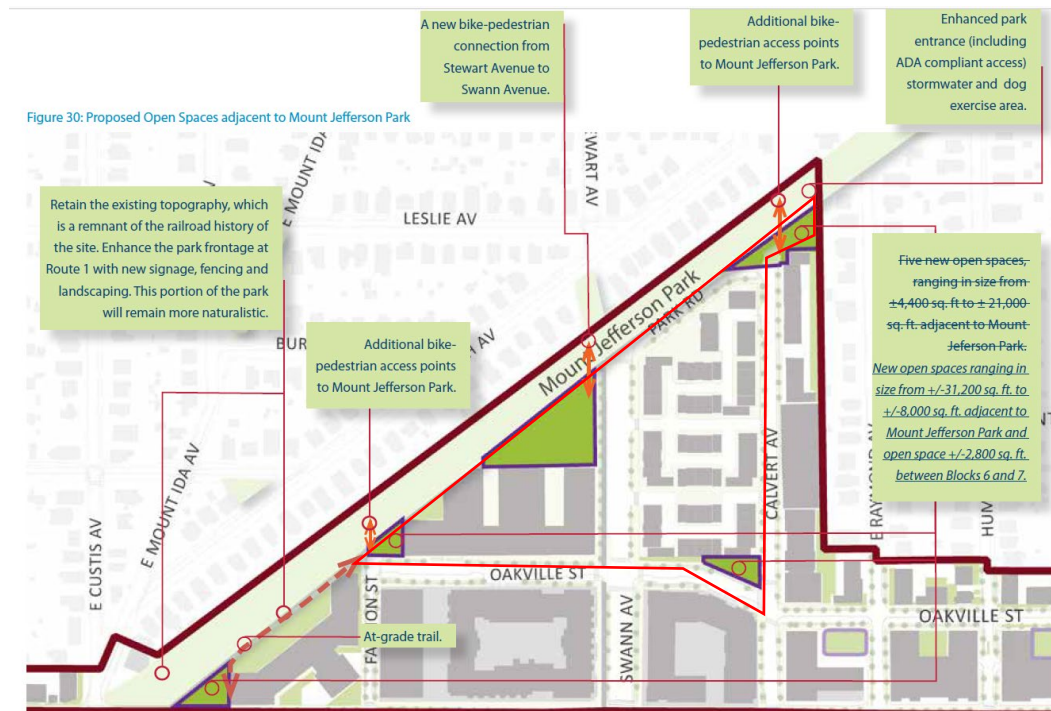 A new bike-pedestrian
connection from
Stewart Avenue to
Swann Avenue.
Additional bike-
pedestrian access points
to Mount Jefferson Park.
Enhanced park
entrance (including
ADA compliant access)
stormwater and dog
exercise area.
Figure 30: Proposed Open Spaces adjacent to Mount Jefferson Park
Retain the existing topography, which
is a remnant of the railroad history of
the site. Enhance the park frontage at
Route 1 with new signage, fencing and
landscaping. This portion of the park
will remain more naturalistic.
E MOUNT IDA
LESLIE AV
EWART AV
Five new open spaces,
ranging in size from
±4,400 sq. ft to ± 21,000
sq. ft. adjacent to Mount
Jeferson Park.
New open spaces ranging in
size from +/-31,200 sq. ft. to
+/-8,000 sq. ft. adjacent to
Mount Jefferson Park and
open space +/-2,800 sq. ft.
between Blocks 6 and 7.
Mount Jefferson Park
PARK RD
BUR
AV
Additional bike-
pedestrian access points
to Mount Jefferson Park.
E CUSTIS AV
E MOUNT IDA AV
CALVERT AV
E RAYMOND AV
HUM
OAKVILLE ST
OAKVILLE ST
SWANN AV
At-grade trail.